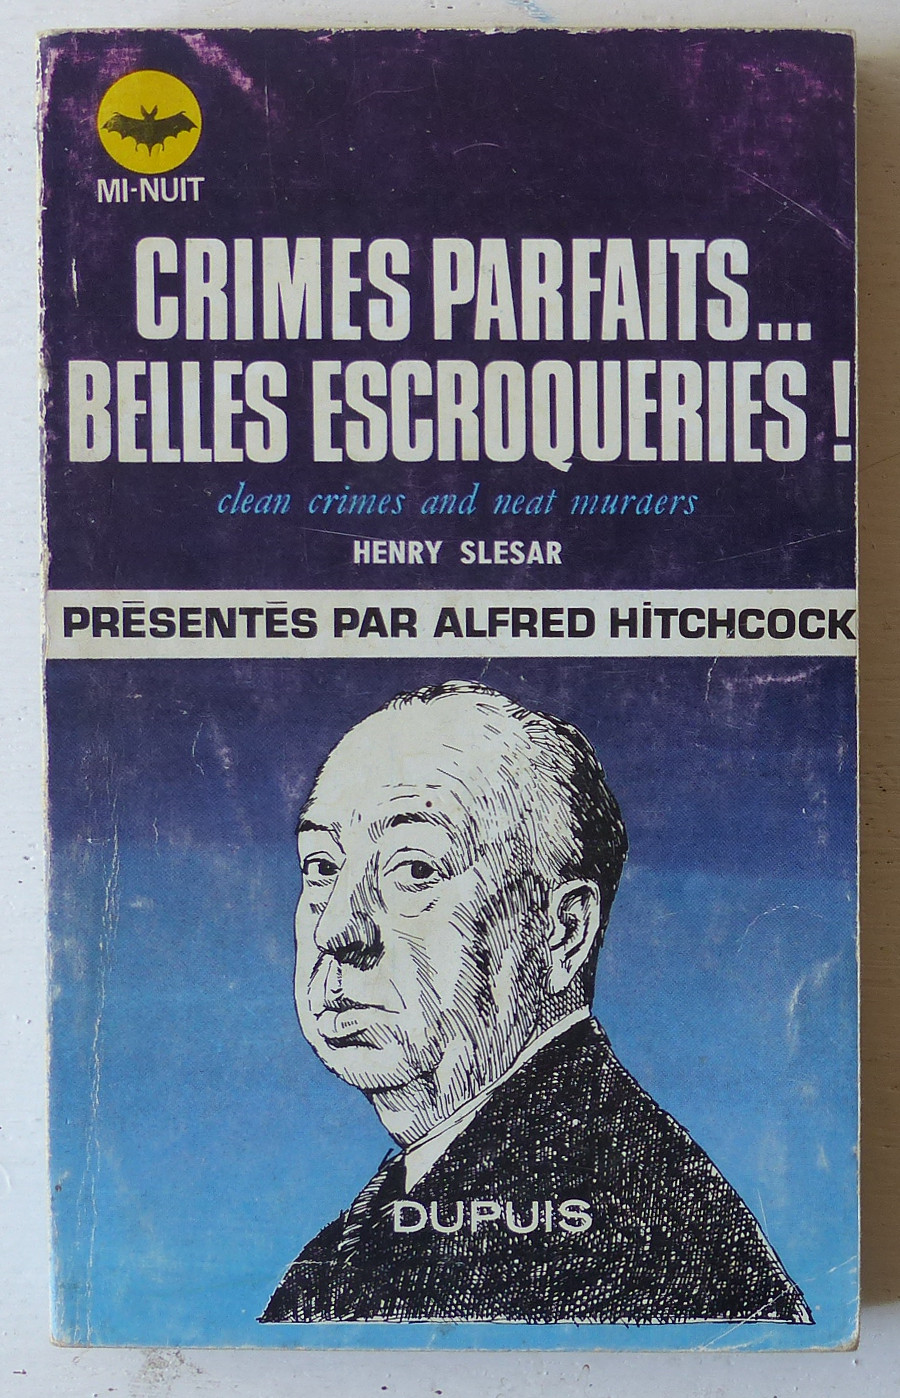 MI-NUIT
CRIMES PARFAITS...
BELLES ESCROQUERIES !
clean crimes and neat muraers
HENRY SLESAR
PRÉSENTÉS PAR ALFRED HITCHCOCK
DUPUIS